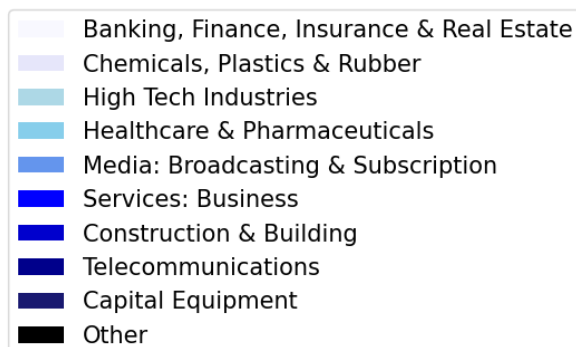 Banking, Finance, Insurance & Real Estate
Chemicals, Plastics & Rubber
High Tech Industries
Healthcare & Pharmaceuticals
Media: Broadcasting & Subscription
Services: Business
Construction & Building
Telecommunications
Capital Equipment
Other